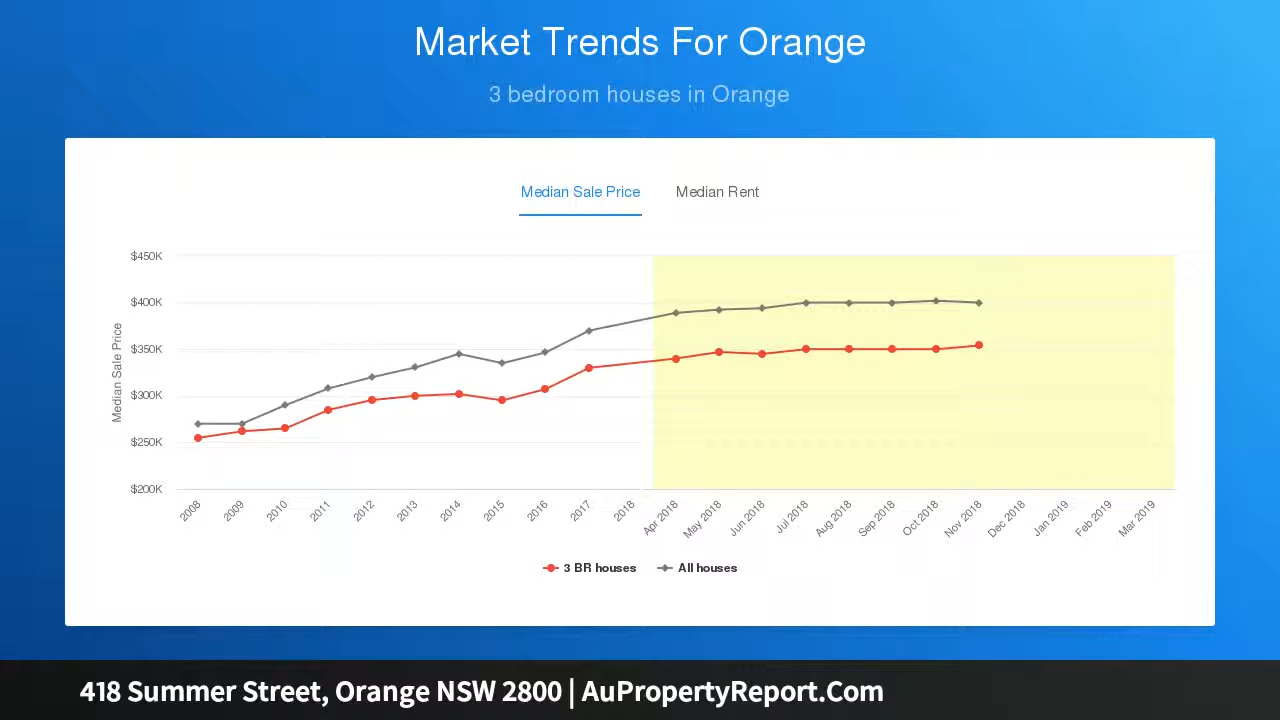 Market Trends For Orange
3 bedroom houses in Orange
Median Sale Price
Median Rent
Median Sale Price
$450K
$400K
$350K
$300K
$250K
$200K
2008
2009
2010
2011
2012
2013
2014
2015
2016
2017
2018
Apr 2018
May 2018
Jun 2018
Jul 2018
Aug 2018
Sep 2018
Oct 2018
Nov 2018
Dec 2018
Jan 2019
Feb 2019
Mar 2019
3 BR houses
All houses
418 Summer Street, Orange NSW 2800 | AuPropertyReport.Com